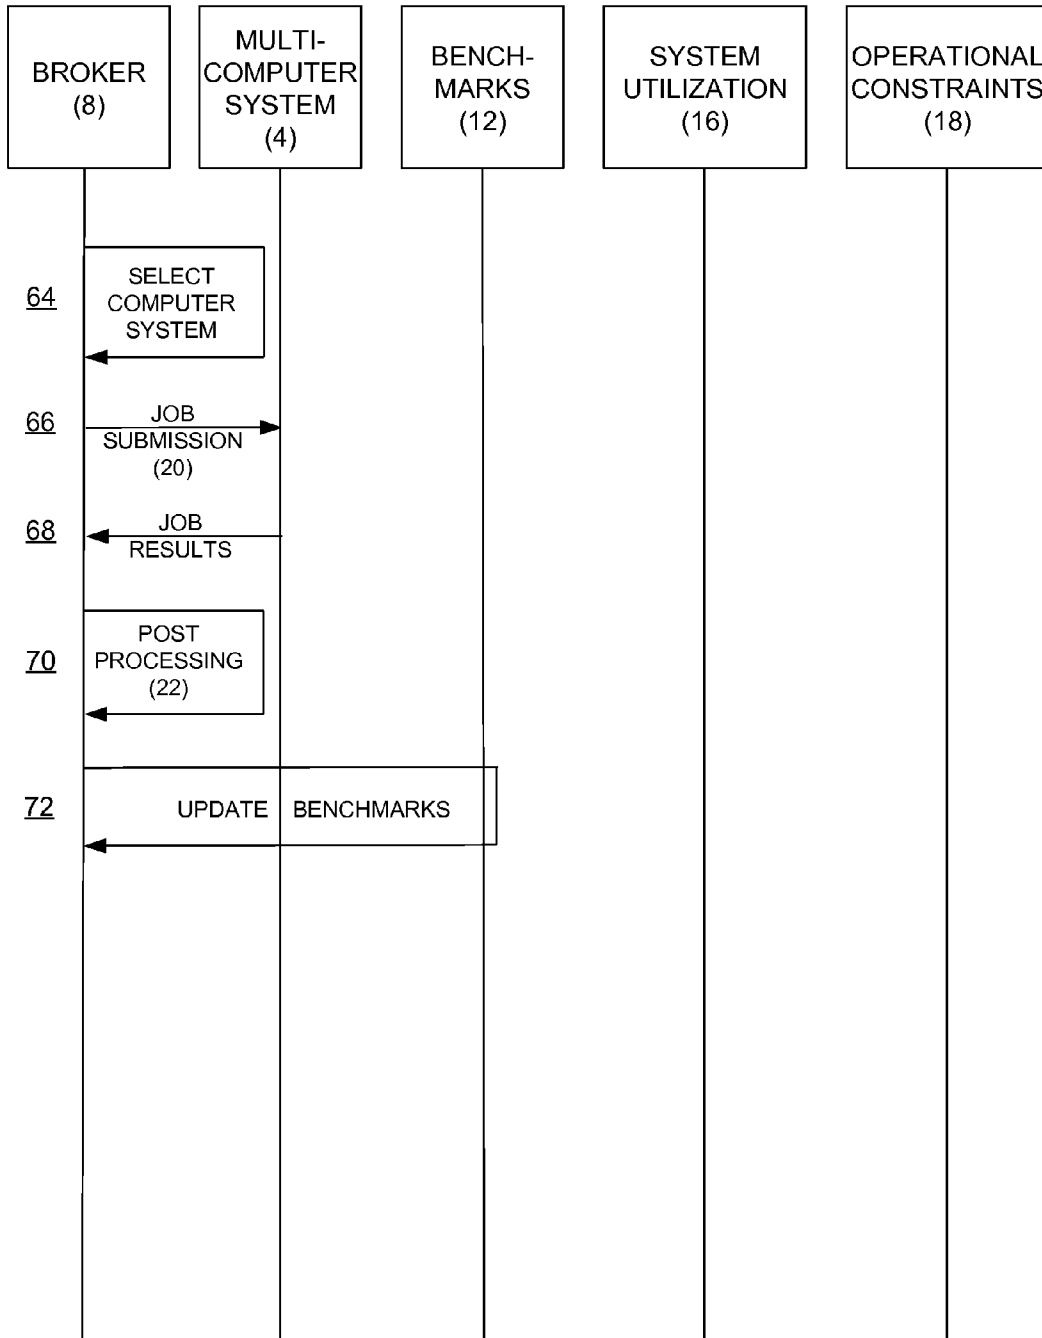 BROKER
(8)
MULTI-
COMPUTER
SYSTEM
(4)
BENCH-
MARKS
(12)
SYSTEM
UTILIZATION
(16)
OPERATIONAL
CONSTRAINTS
(18)
64
SELECT
COMPUTER
SYSTEM
66
JOB
SUBMISSION
(20)
68
JOB
RESULTS
70
POST
PROCESSING
(22)
72
UPDATE BENCHMARKS